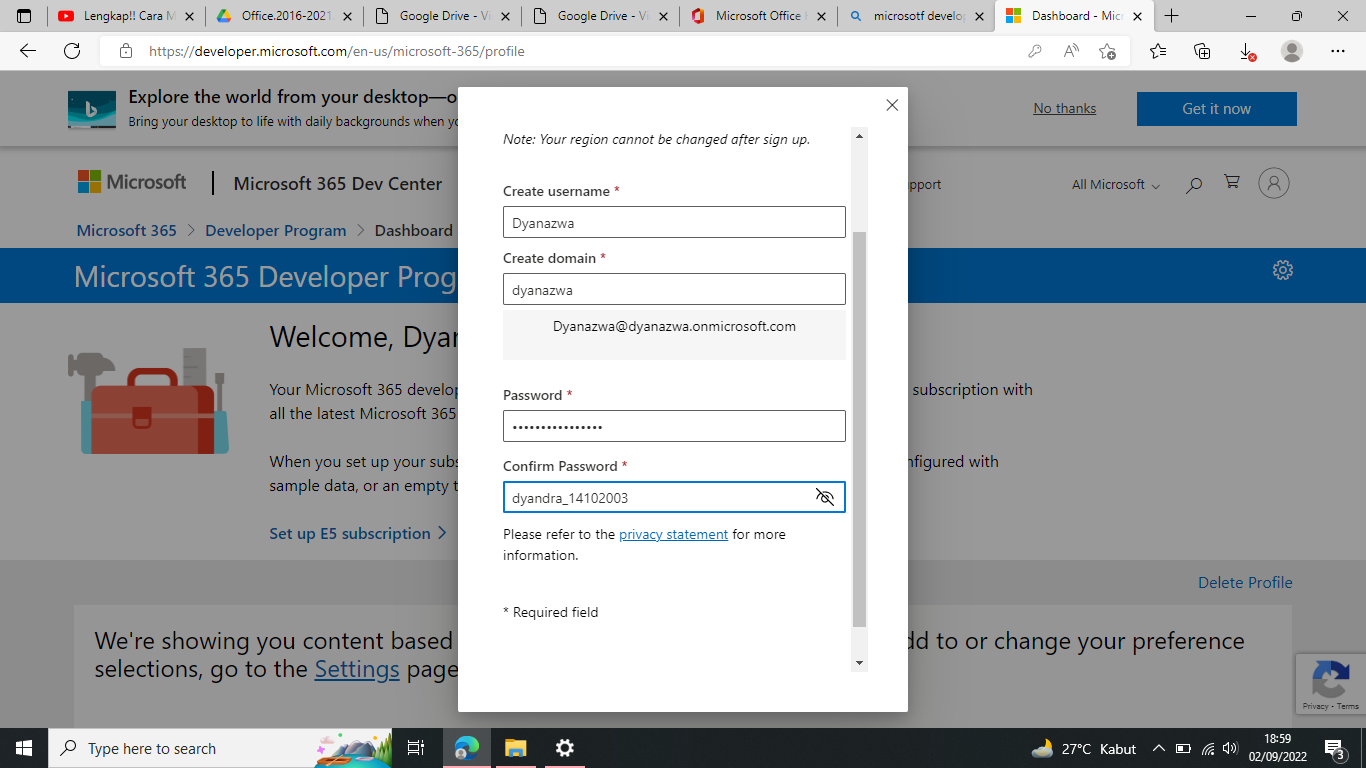 Lengkap!! Cara M
Office.2016-2021
Google Drive - Vi
Google Drive - Vi
Microsoft Office H
microsotf develop
Dashboard - Micr
https://developer.microsoft.com/en-us/microsoft-365/profile
Explore the world from your desktop—o
Bring your desktop to life with daily backgrounds when yo
No thanks
Get it now
Microsoft
Microsoft 365 Dev Center
pport
All Microsoft
Microsoft 365 > Developer Program > Dashboard
Microsoft 365 Developer Prog
Welcome, Dyan
Your Microsoft 365 develop
subscription with
all the latest Microsoft 365
When you set up your subs
nfigured with
sample data, or an empty t
Set up E5 subscription >
Delete Profile
We're showing you content based
dd to or change your preference
selections, go to the Settings page
Note: Your region cannot be changed after sign up.
Create username *
Dyanazwa
Create domain *
dyanazwa
Dyanazwa@dyanazwa.onmicrosoft.com
Password *
••••••••••••••••
Confirm Password *
dyandra_14102003
Please refer to the privacy statement for more
information.
* Required field
Privacy - Terms
Type here to search
27°C Kabut
18:59
02/09/2022
3